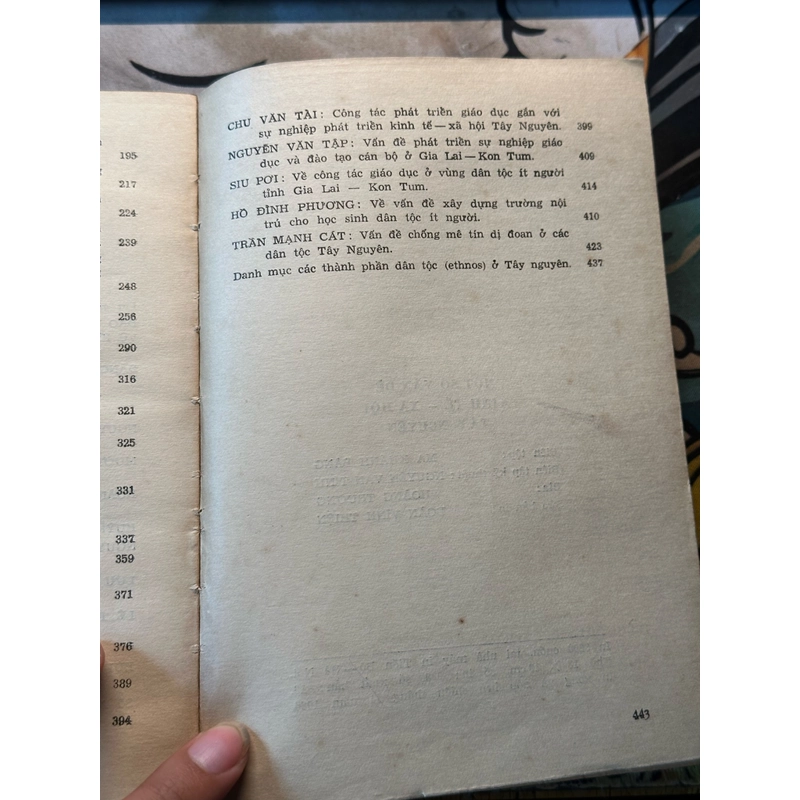 195
217
224
239
248
256
290
316
321
325
331
337
359
371
376
389
394
CHU VĂN TÀI: Công tác phát triển giáo dục gắn với
sự nghiệp phát triển kinh tế — xã hội Tây Nguyên. 399
NGUYỄN VĂN TẬP: Vấn đề phát triển sự nghiệp giáo
dục và đào tạo cán bộ ở Gia Lai — Kon Tum. 409
SIU PƠI: Về công tác giáo dục ở vùng dân tộc ít người
tỉnh Gia Lai — Kon Tum. 414
HỒ ĐÌNH PHƯƠNG: Về vấn đề xây dựng trường nội
trú cho học sinh dân tộc ít người. 410
TRẦN MẠNH CÁT: Vấn đề chống mê tín dị đoan ở các
dân tộc Tây Nguyên. 423
Danh mục các thành phần dân tộc (ethnos) ở Tây nguyên. 437
443